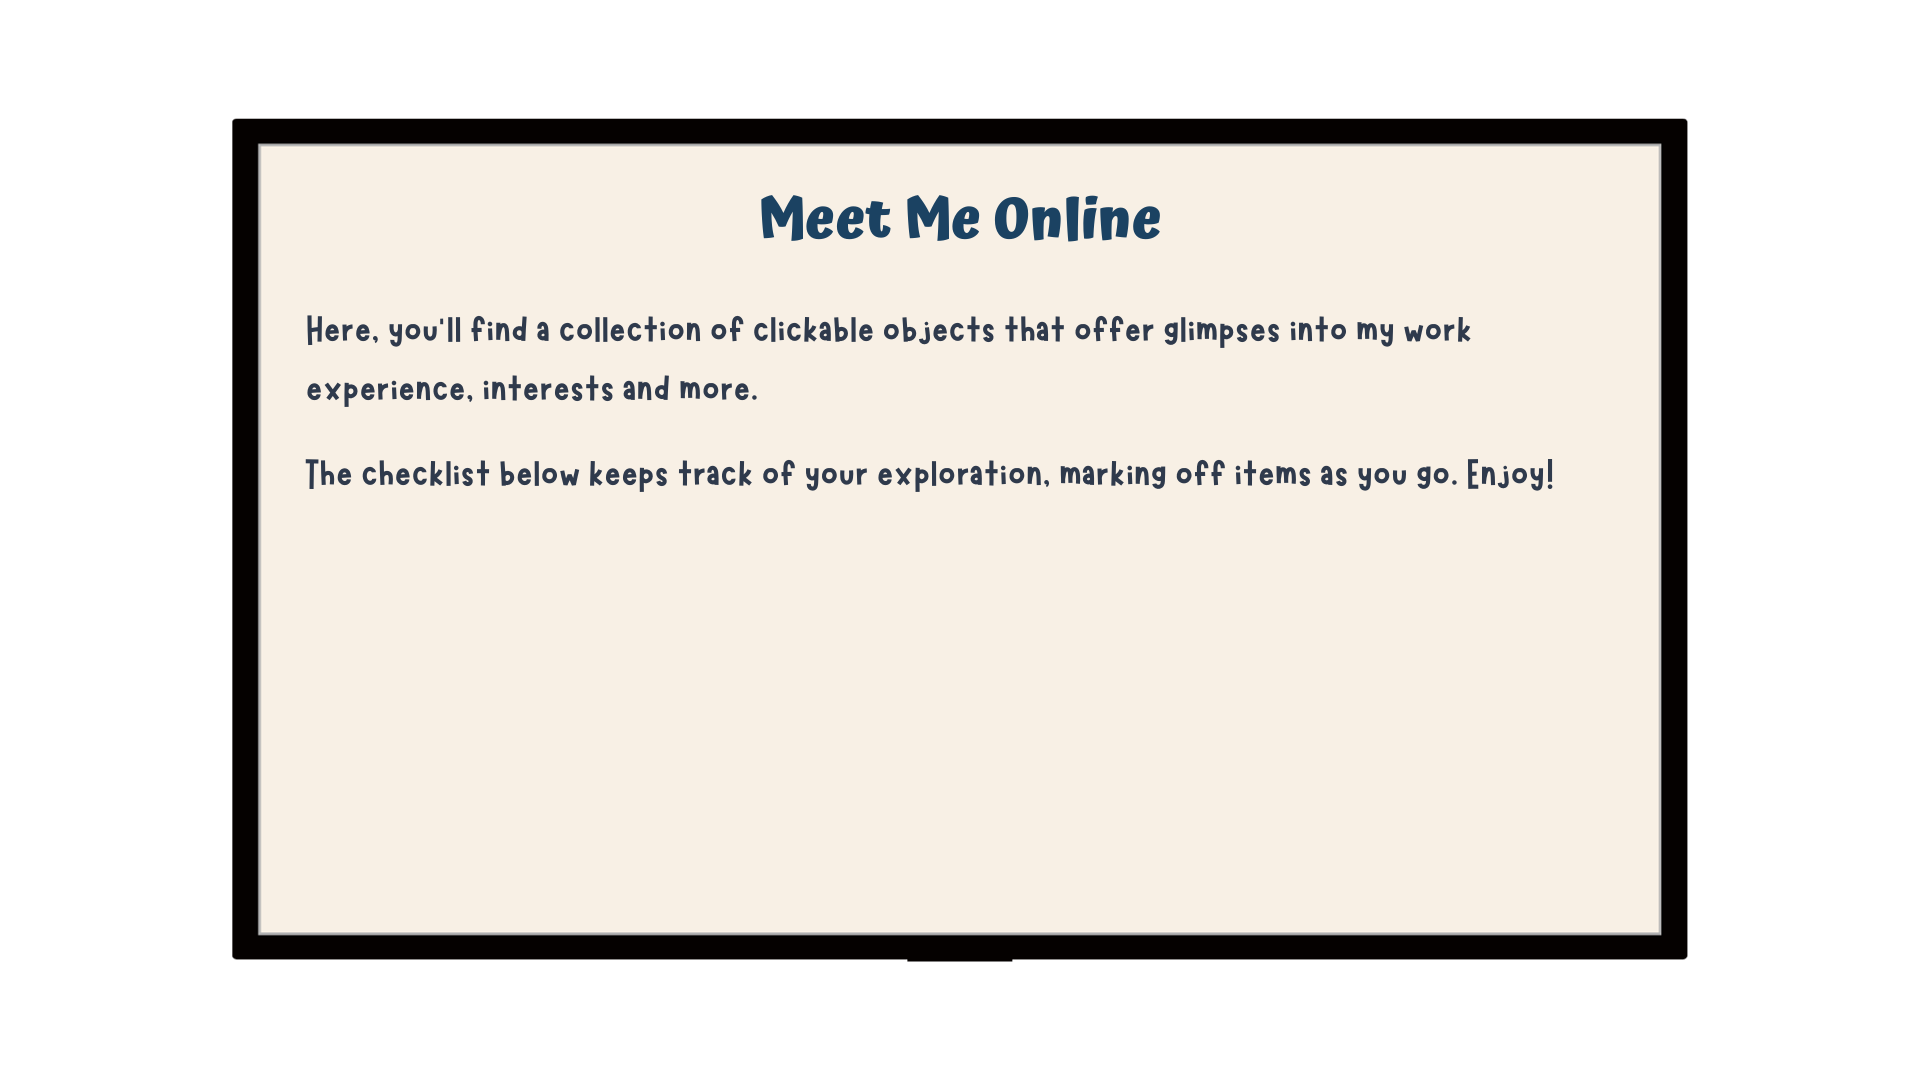 Meet Me Online
Here, you'll find a collection of clickable objects that offer glimpses into my work
experience, interests and more.
The checklist below keeps track of your exploration, marking off items as you go. Enjoy!